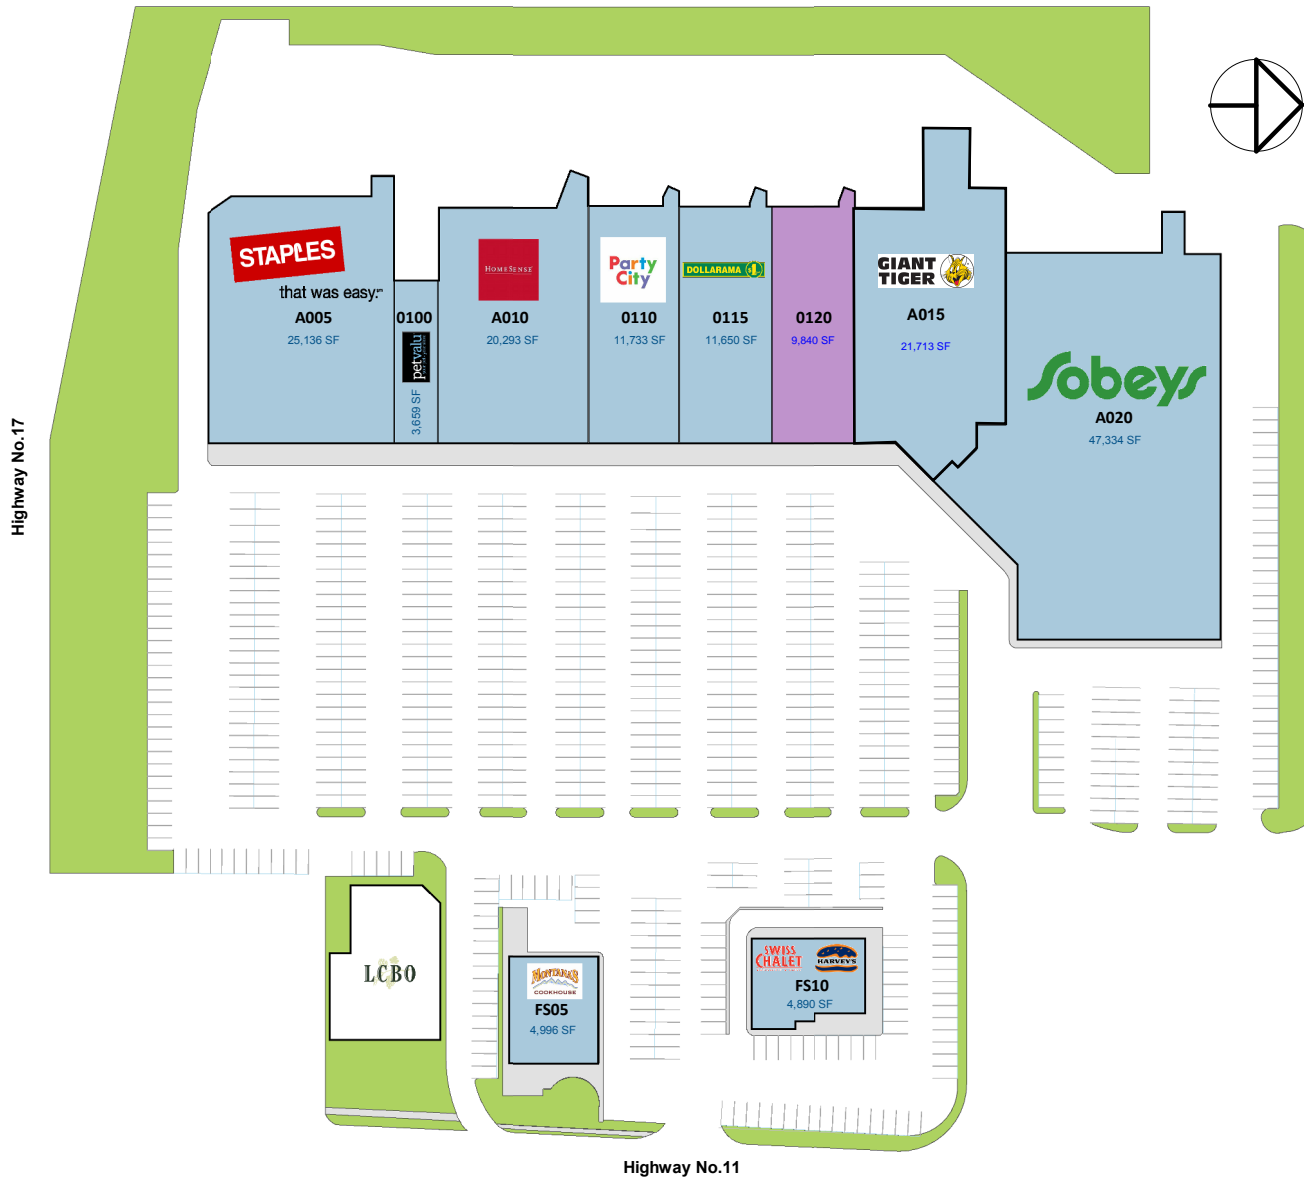 STAPLES
that was easy.™
A005
25,136 SF
0100
petvalu
3,659 SF
HOMESENSE
A010
20,293 SF
Party
City
0110
11,733 SF
DOLLARAMA $1
0115
11,650 SF
0120
9,840 SF
GIANT
TIGER
A015
21,713 SF
Sobeys
A020
47,334 SF
Highway No.17
LCBO
MONTANA'S
COOKHOUSE
FS05
4,996 SF
SWISS
CHALET
HARVEY'S
FS10
4,890 SF
Highway No.11